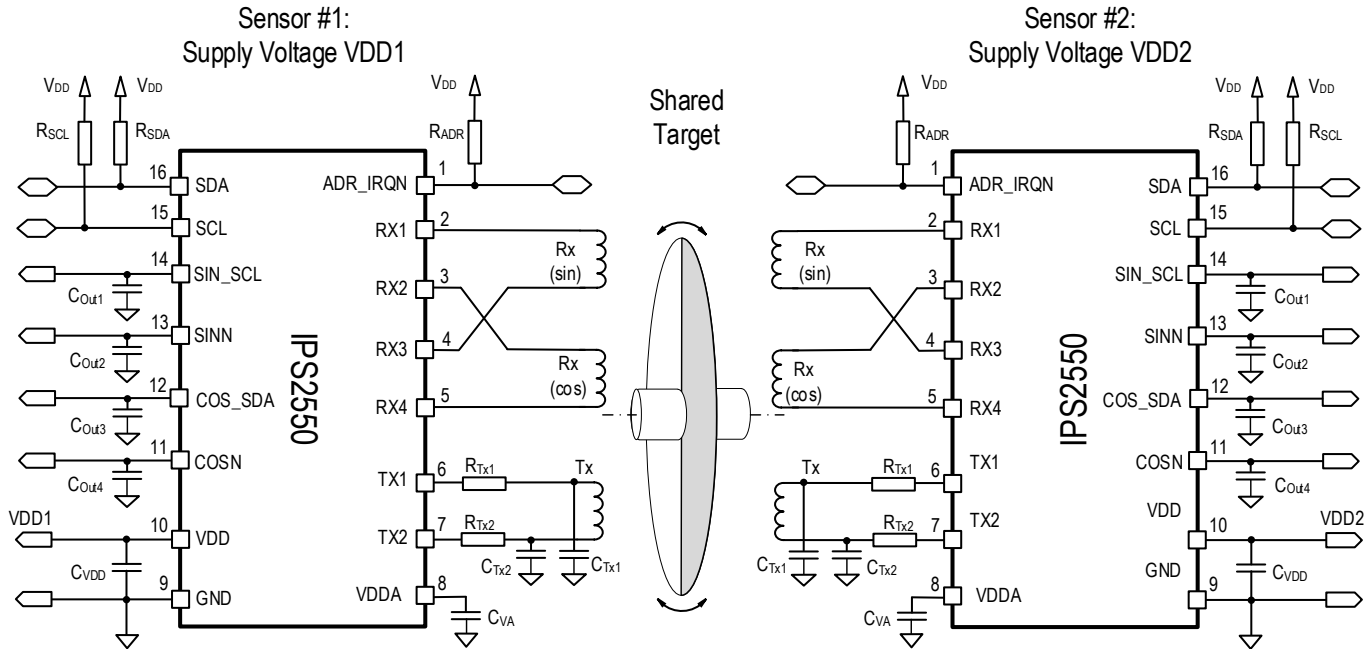 Sensor #1:
Supply Voltage VDD1
Sensor #2:
Supply Voltage VDD2
Shared
Target
VDD
VDD
VDD
RSCL
RSDA
RADR
16
SDA
15
SCL
14
SIN_SCL
COut1
13
SINN
COut2
12
COS_SDA
COut3
11
COSN
COut4
VDD1
10
VDD
CVDD
9
GND
IPS2550
1
ADR_IRQN
2
RX1
Rx
(sin)
3
RX2
4
RX3
Rx
(cos)
5
RX4
6
TX1
RTx1
Tx
7
TX2
RTx2
CTx2
CTx1
8
VDDA
CVA
VDD
VDD
VDD
RADR
RSDA
RSCL
1
ADR_IRQN
2
RX1
Rx
(sin)
3
RX2
4
RX3
Rx
(cos)
5
RX4
Tx
RTx1
6
TX1
RTx2
7
TX2
CTx1
CTx2
8
VDDA
CVA
IPS2550
16
SDA
15
SCL
14
SIN_SCL
COut1
13
SINN
COut2
12
COS_SDA
COut3
11
COSN
COut4
VDD
10
VDD2
CVDD
GND
9